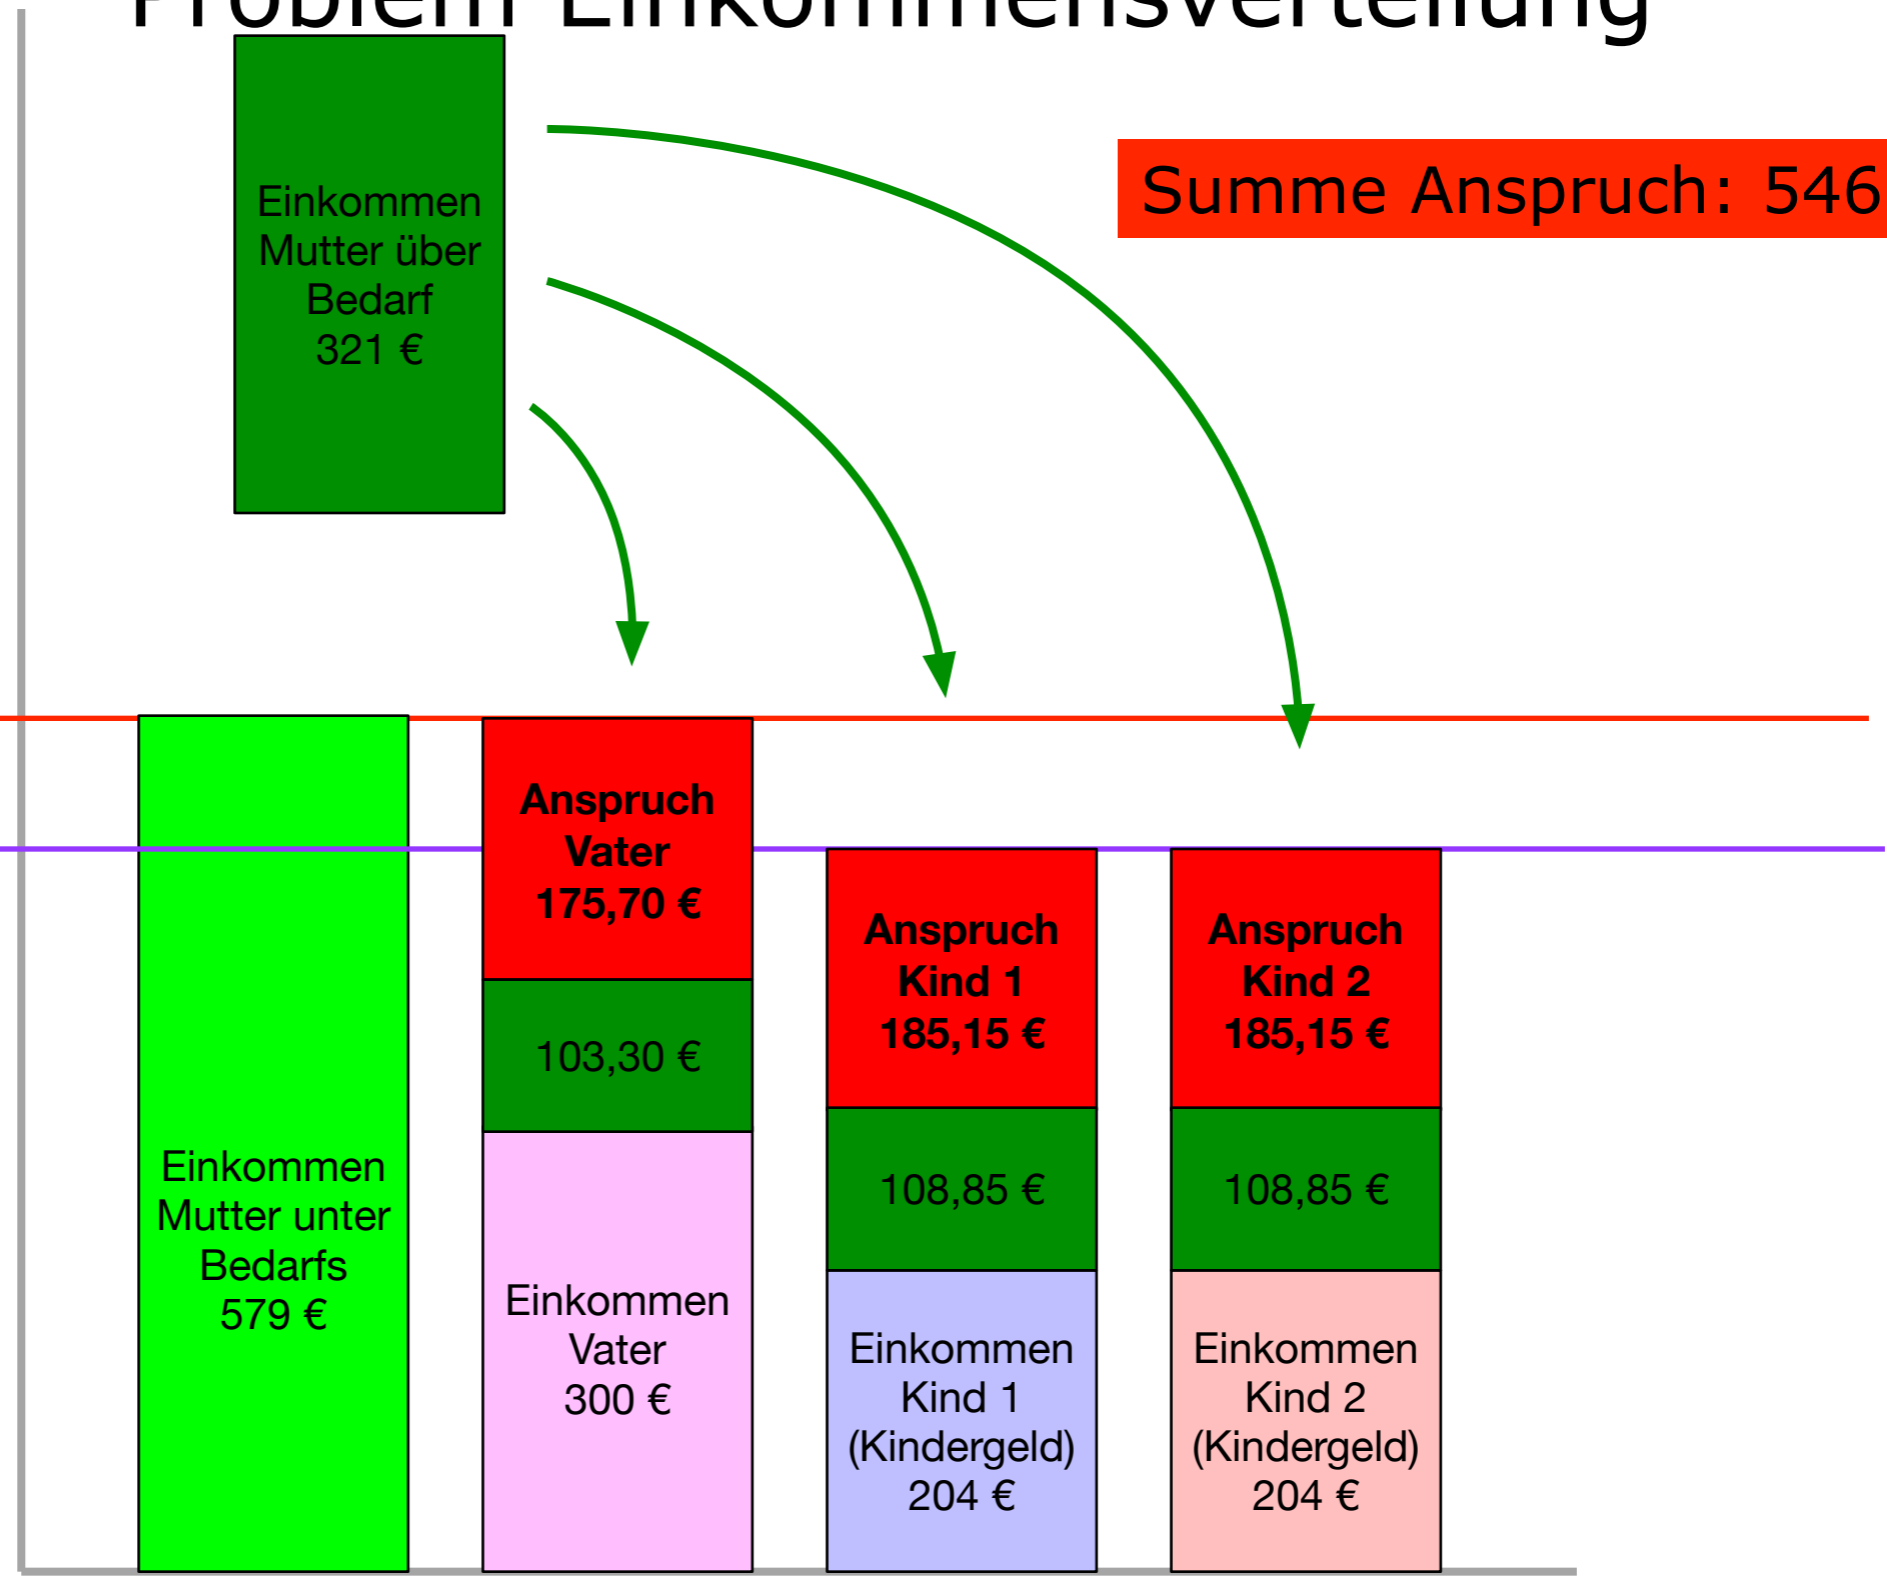 Problem Einkommensverteilung
Einkommen
Mutter über
Bedarf
321 €
Summe Anspruch: 546
Anspruch
Vater
175,70 €
103,30 €
Einkommen
Vater
300 €
Einkommen
Mutter unter
Bedarfs
579 €
Anspruch
Kind 1
185,15 €
108,85 €
Einkommen
Kind 1
(Kindergeld)
204 €
Anspruch
Kind 2
185,15 €
108,85 €
Einkommen
Kind 2
(Kindergeld)
204 €